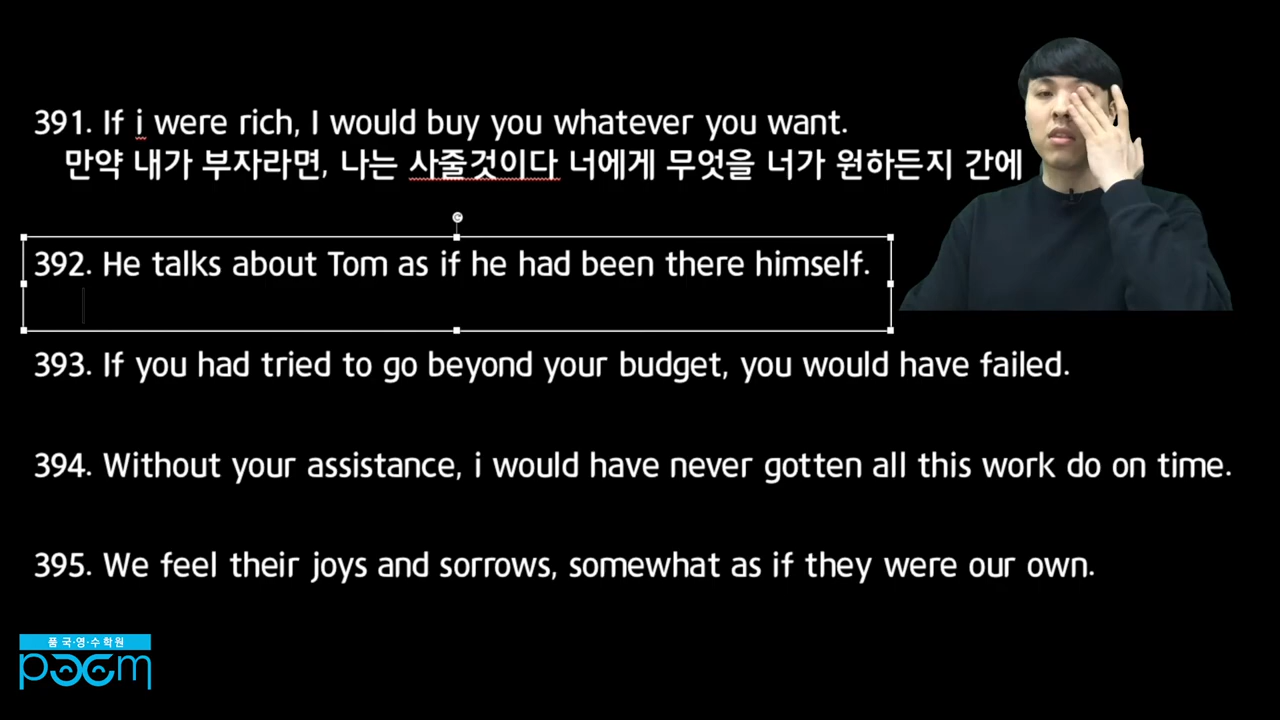 391. If i were rich, I would buy you whatever you want.
만약 내가 부자라면, 나는 사줄것이다 너에게 무엇을 너가 원하든지 간에
392. He talks about Tom as if he had been there himself.
393. If you had tried to go beyond your budget, you would have failed.
394. Without your assistance, i would have never gotten all this work do on time.
395. We feel their joys and sorrows, somewhat as if they were our own.
품 국·영·수 학원
poem